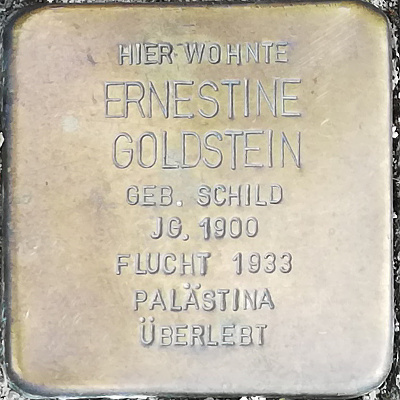 HIER WOHNTE
ERNESTINE
GOLDSTEIN
GEB. SCHILD
JG. 1900
FLUCHT 1933
PALÄSTINA
ÜBERLEBT